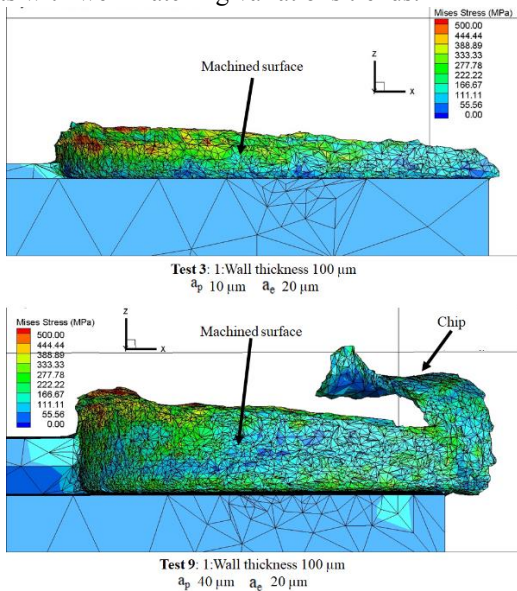 Mises Stress (MPa)
500.00
444.44
388.89
333.33
277.78
222.22
166.67
111.11
55.56
0.00
Machined surface
z
x
Test 3: 1:Wall thickness 100 µm
ap 10 µm ae 20 µm
Mises Stress (MPa)
500.00
444.44
388.89
333.33
277.78
222.22
166.67
111.11
55.56
0.00
z
x
Machined surface
Chip
Test 9: 1:Wall thickness 100 µm
ap 40 µm ae 20 µm